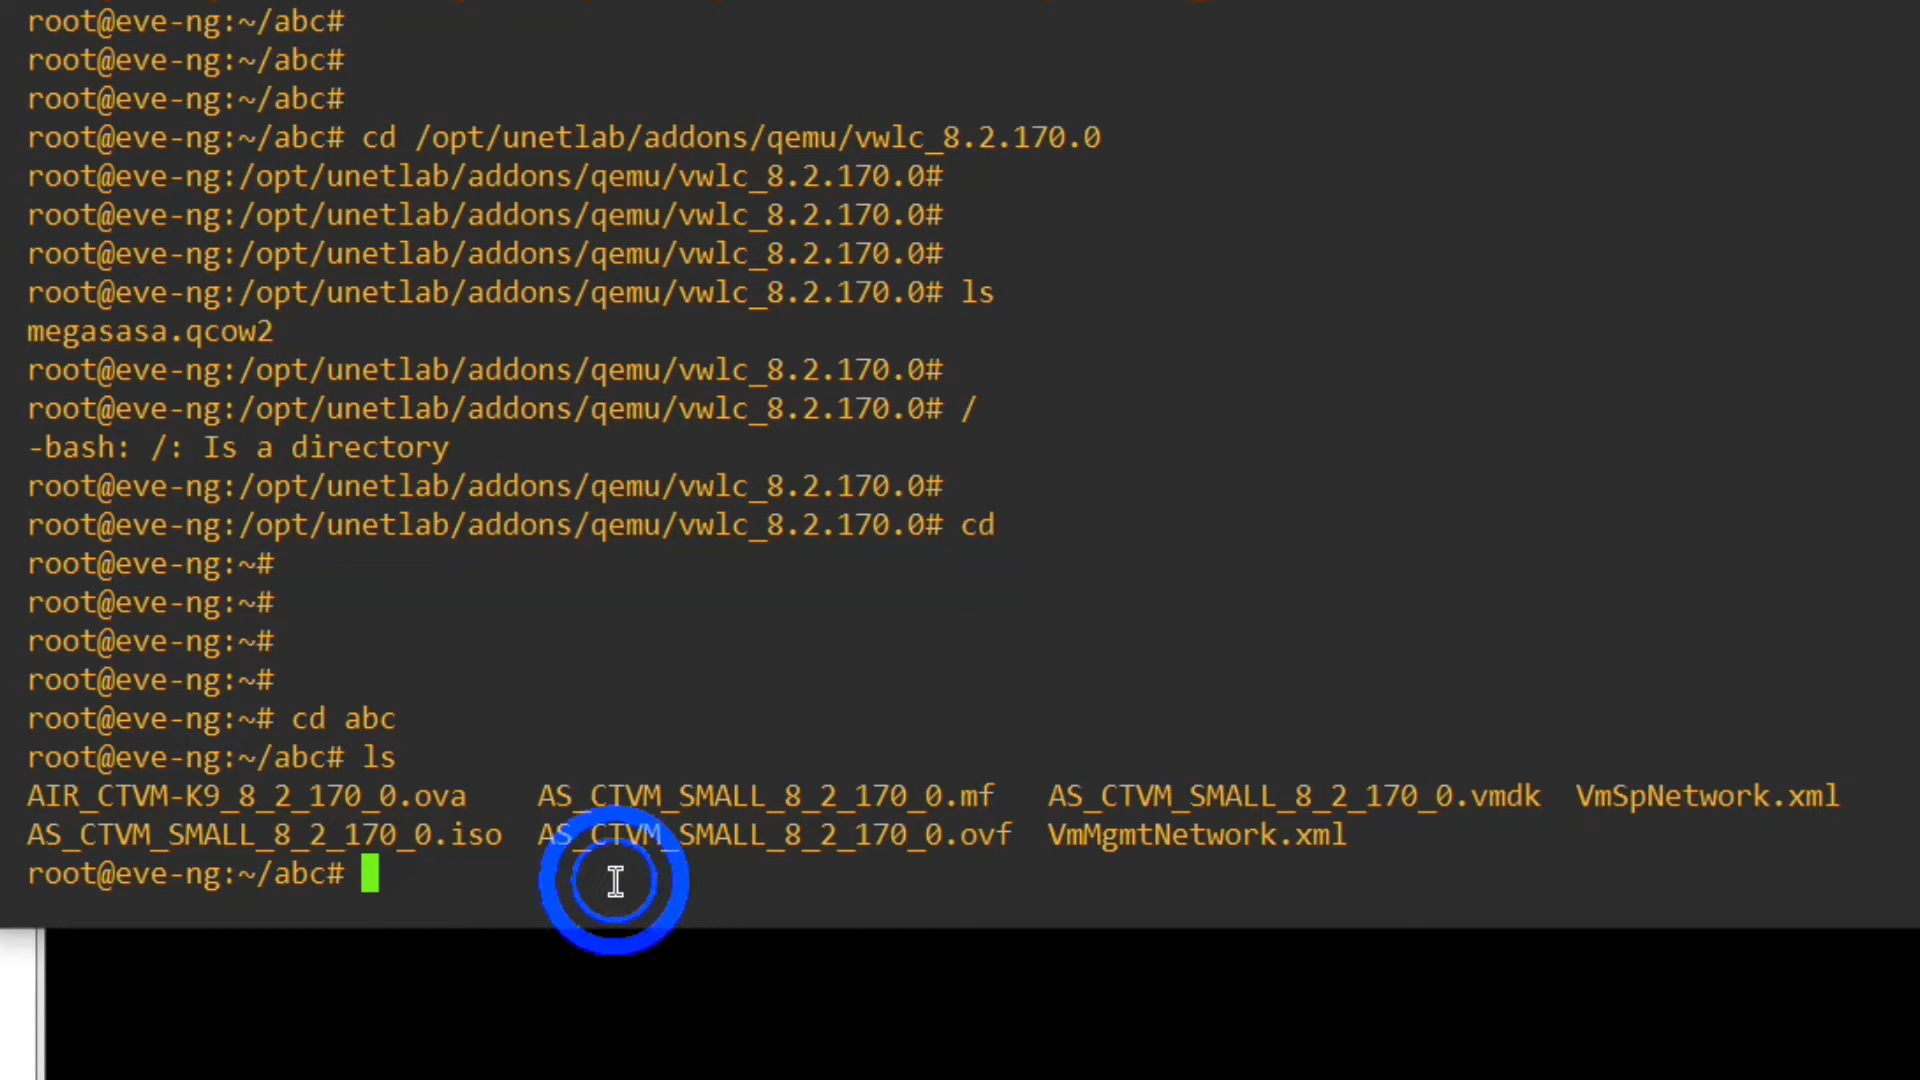 root@eve-ng:~/abc#
root@eve-ng:~/abc#
root@eve-ng:~/abc#
root@eve-ng:~/abc# cd /opt/unetlab/addons/qemu/vwlc_8.2.170.0
root@eve-ng:/opt/unetlab/addons/qemu/vwlc_8.2.170.0#
root@eve-ng:/opt/unetlab/addons/qemu/vwlc_8.2.170.0#
root@eve-ng:/opt/unetlab/addons/qemu/vwlc_8.2.170.0#
root@eve-ng:/opt/unetlab/addons/qemu/vwlc_8.2.170.0# ls
megasasa.qcow2
root@eve-ng:/opt/unetlab/addons/qemu/vwlc_8.2.170.0#
root@eve-ng:/opt/unetlab/addons/qemu/vwlc_8.2.170.0# /
-bash: /: Is a directory
root@eve-ng:/opt/unetlab/addons/qemu/vwlc_8.2.170.0#
root@eve-ng:/opt/unetlab/addons/qemu/vwlc_8.2.170.0# cd
root@eve-ng:~#
root@eve-ng:~#
root@eve-ng:~#
root@eve-ng:~#
root@eve-ng:~# cd abc
root@eve-ng:~/abc# ls
AIR_CTVM-K9_8_2_170_0.ova AS_CTVM_SMALL_8_2_170_0.mf AS_CTVM_SMALL_8_2_170_0.vmdk VmSpNetwork.xml
AS_CTVM_SMALL_8_2_170_0.iso AS_CTVM_SMALL_8_2_170_0.ovf VmMgmtNetwork.xml
root@eve-ng:~/abc#